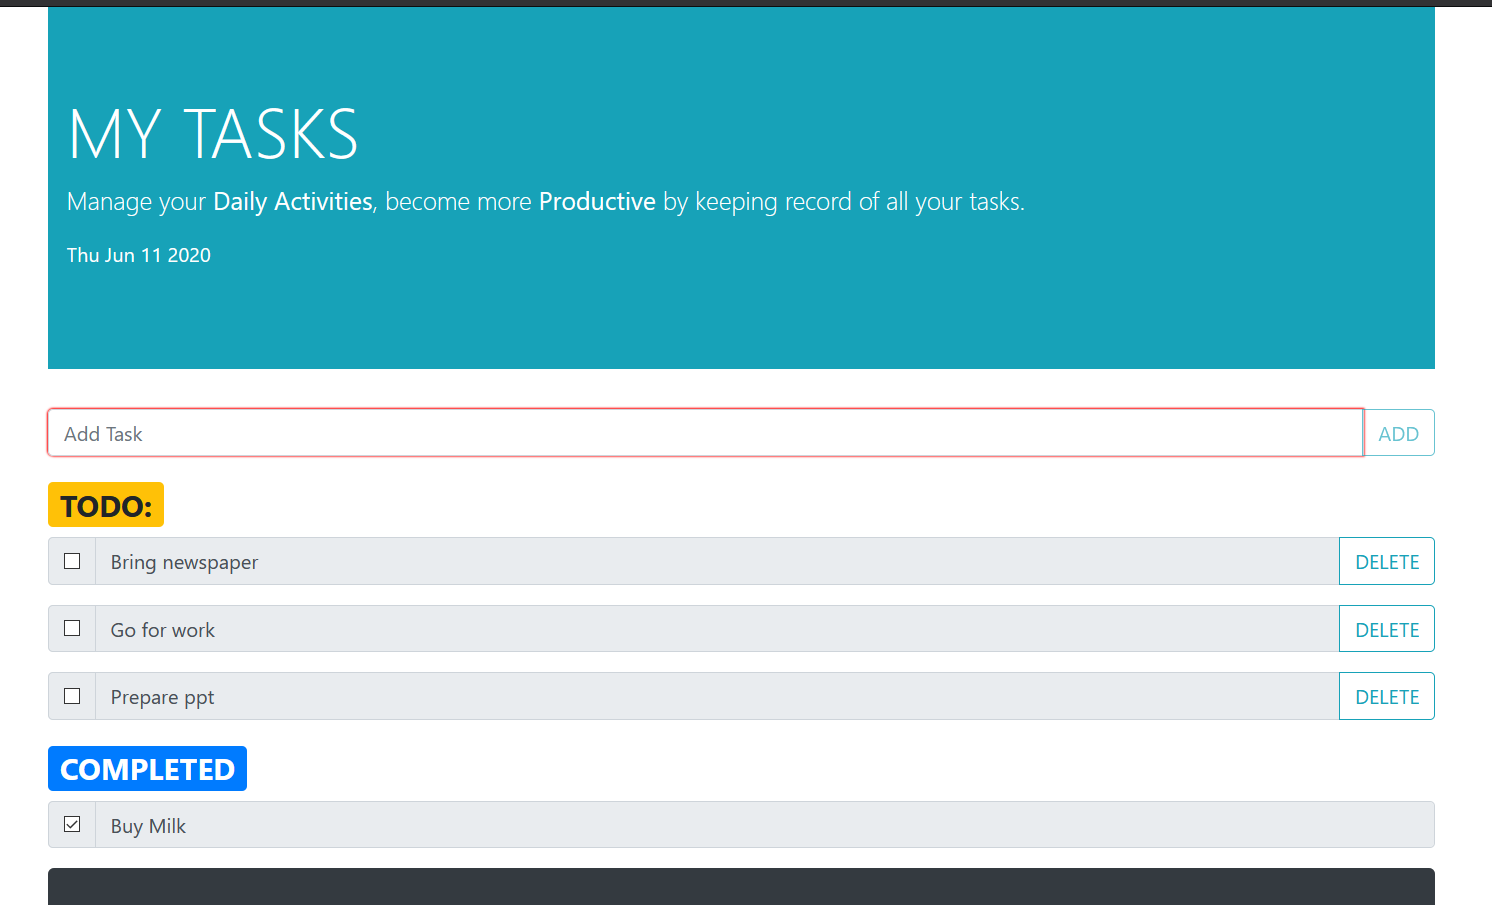 MY TASKS
Manage your Daily Activities, become more Productive by keeping record of all your tasks.
Thu Jun 11 2020
Add Task ADD
TODO:
Bring newspaper DELETE
Go for work DELETE
Prepare ppt DELETE
COMPLETED
Buy Milk